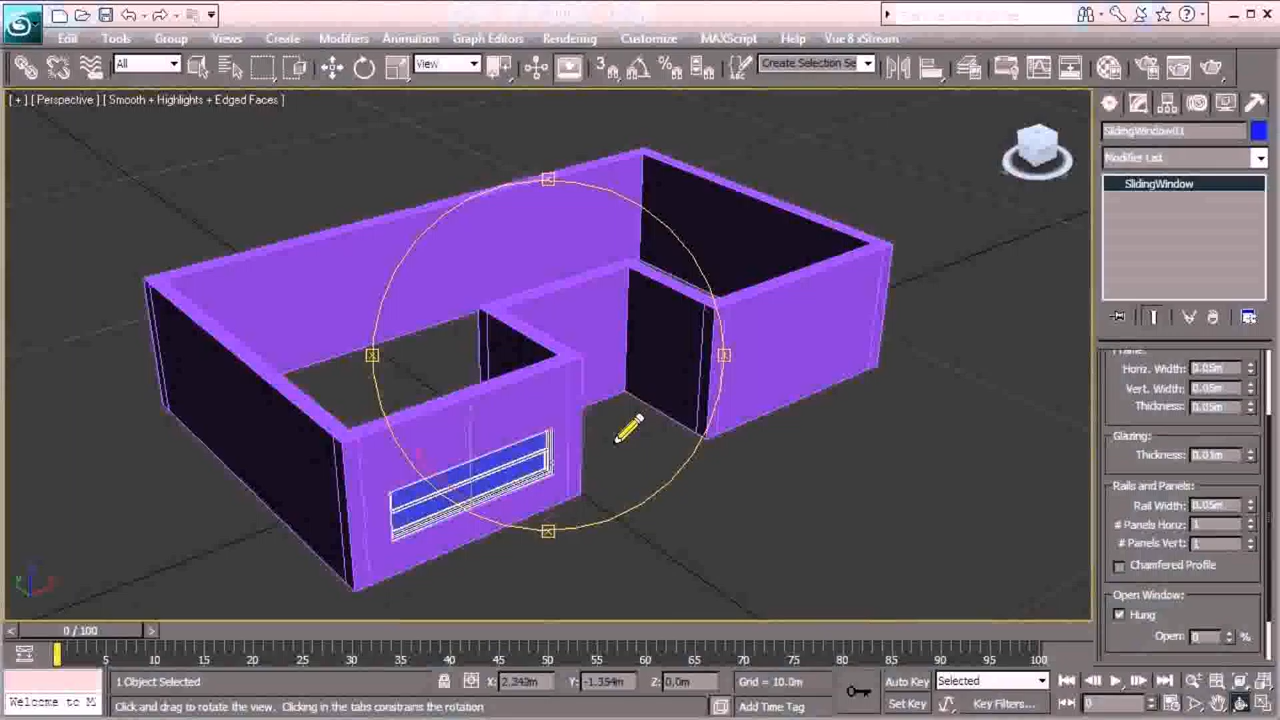 Edit Tools Group Views Create Modifiers Animation Graph Editors Rendering Customize MAXScript Help Vue 8 xStream
All
View
Create Selection Se
[ + ] [ Perspective ] [ Smooth + Highlights + Edged Faces ]
SlidingWindow01
Modifier List
SlidingWindow
Frame:
Horiz. Width: 0.05m
Vert. Width: 0.05m
Thickness: 0.05m
Glazing:
Thickness: 0.01m
Rails and Panels:
Rail Width: 0.05m
# Panels Horiz: 1
# Panels Vert: 1
Chamfered Profile
Open Window:
Hung
Open: 0 %
0 / 100
5 10 15 20 25 30 35 40 45 50 55 60 65 70 75 80 85 90 95 100
1 Object Selected
X: 2.242m Y: -1.354m Z: 0.0m
Grid = 10.0m
Auto Key Selected
Welcome to M
Click and drag to rotate the view. Clicking in the tabs constrains the rotation
Add Time Tag
Set Key
Key Filters...
0